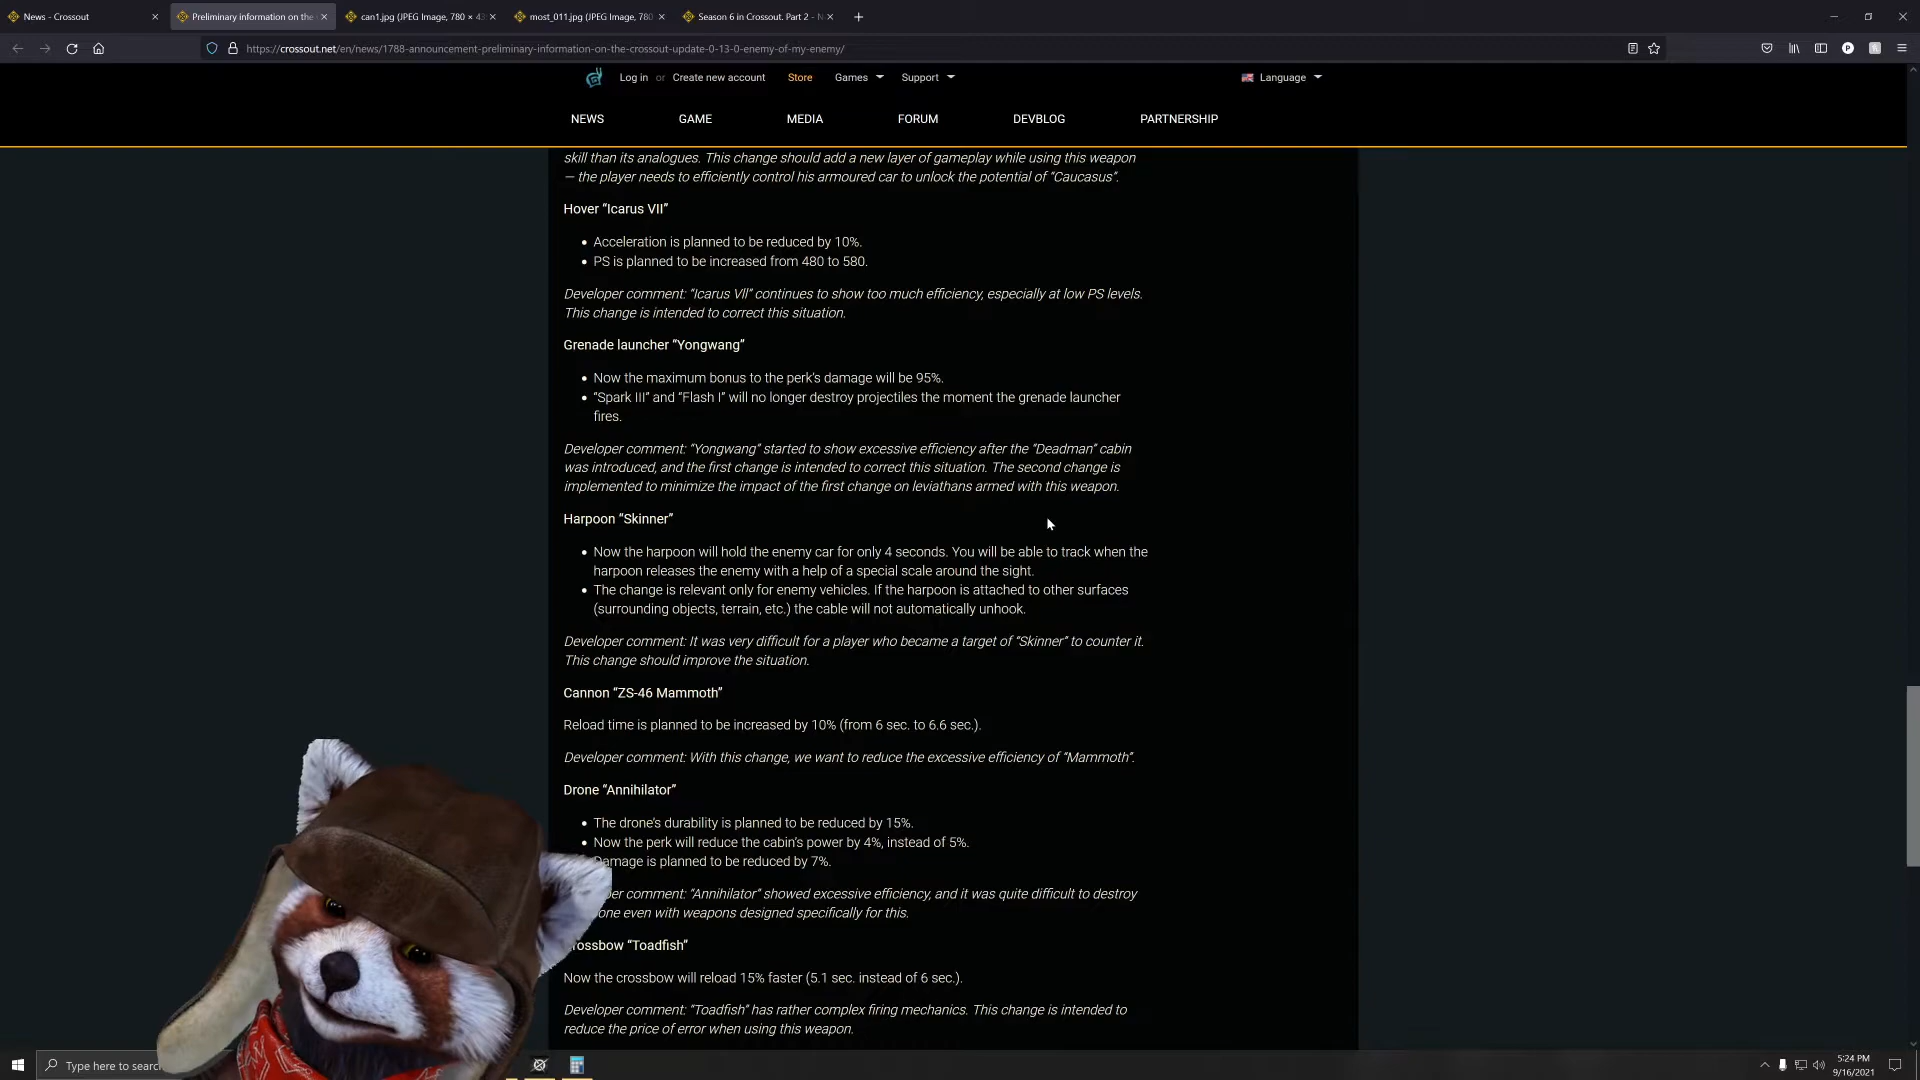 News - Crossout
Preliminary information on the
can1.jpg (JPEG Image, 780 × 43
most_011.jpg (JPEG Image, 780
Season 6 in Crossout. Part 2 - N
https://crossout.net/en/news/1788-announcement-preliminary-information-on-the-crossout-update-0-13-0-enemy-of-my-enemy/
Log in or Create new account Store Games Support Language
NEWS GAME MEDIA FORUM DEVBLOG PARTNERSHIP
skill than its analogues. This change should add a new layer of gameplay while using this weapon
— the player needs to efficiently control his armoured car to unlock the potential of “Caucasus”.
Hover “Icarus VII”
• Acceleration is planned to be reduced by 10%.
• PS is planned to be increased from 480 to 580.
Developer comment: “Icarus Vll” continues to show too much efficiency, especially at low PS levels.
This change is intended to correct this situation.
Grenade launcher “Yongwang”
• Now the maximum bonus to the perk’s damage will be 95%.
• “Spark III” and “Flash I” will no longer destroy projectiles the moment the grenade launcher
fires.
Developer comment: “Yongwang” started to show excessive efficiency after the “Deadman” cabin
was introduced, and the first change is intended to correct this situation. The second change is
implemented to minimize the impact of the first change on leviathans armed with this weapon.
Harpoon “Skinner”
• Now the harpoon will hold the enemy car for only 4 seconds. You will be able to track when the
harpoon releases the enemy with a help of a special scale around the sight.
• The change is relevant only for enemy vehicles. If the harpoon is attached to other surfaces
(surrounding objects, terrain, etc.) the cable will not automatically unhook.
Developer comment: It was very difficult for a player who became a target of “Skinner” to counter it.
This change should improve the situation.
Cannon “ZS-46 Mammoth”
Reload time is planned to be increased by 10% (from 6 sec. to 6.6 sec.).
Developer comment: With this change, we want to reduce the excessive efficiency of “Mammoth”.
Drone “Annihilator”
• The drone’s durability is planned to be reduced by 15%.
• Now the perk will reduce the cabin’s power by 4%, instead of 5%.
Damage is planned to be reduced by 7%.
per comment: “Annihilator” showed excessive efficiency, and it was quite difficult to destroy
one even with weapons designed specifically for this.
rossbow “Toadfish”
Now the crossbow will reload 15% faster (5.1 sec. instead of 6 sec.).
Developer comment: “Toadfish” has rather complex firing mechanics. This change is intended to
reduce the price of error when using this weapon.
Type here to searc
5:24 PM
9/16/2021